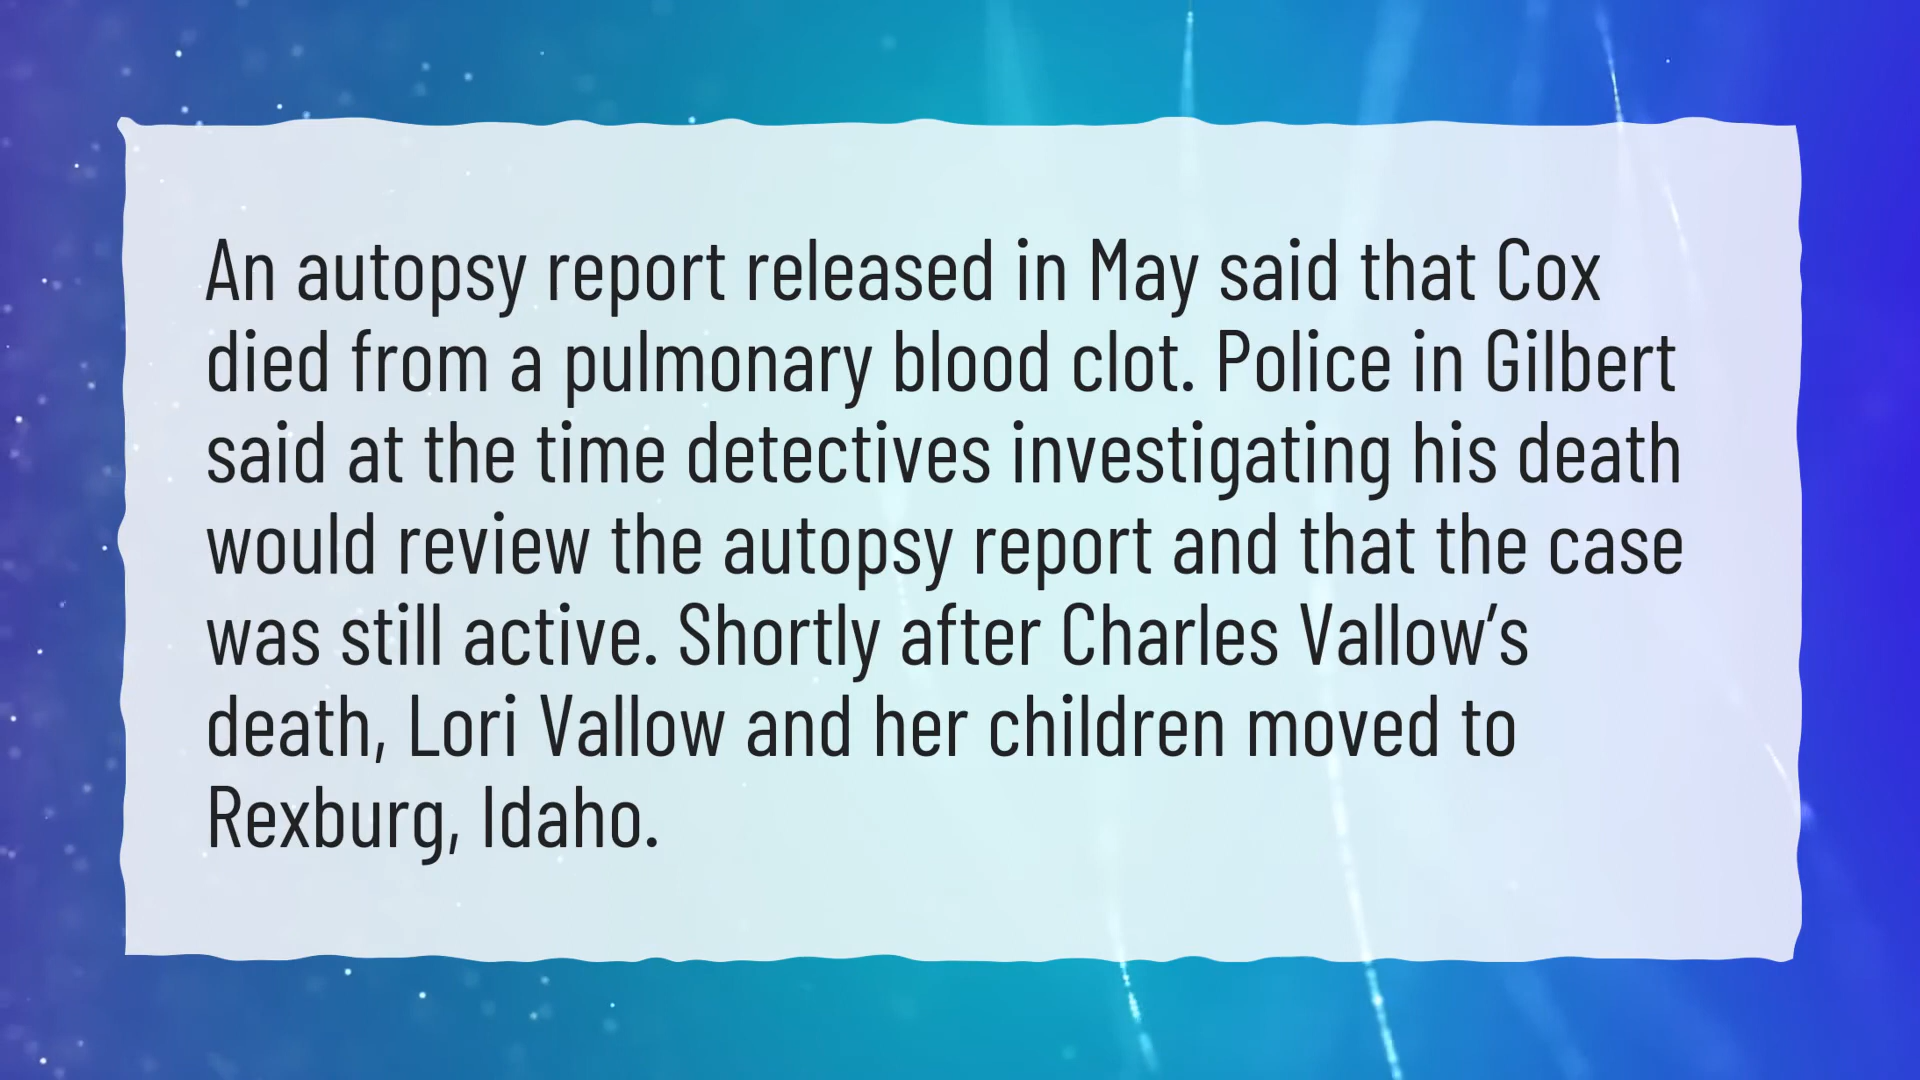 An autopsy report released in May said that Cox
died from a pulmonary blood clot. Police in Gilbert
said at the time detectives investigating his death
would review the autopsy report and that the case
was still active. Shortly after Charles Vallow’s
death, Lori Vallow and her children moved to
Rexburg, Idaho.